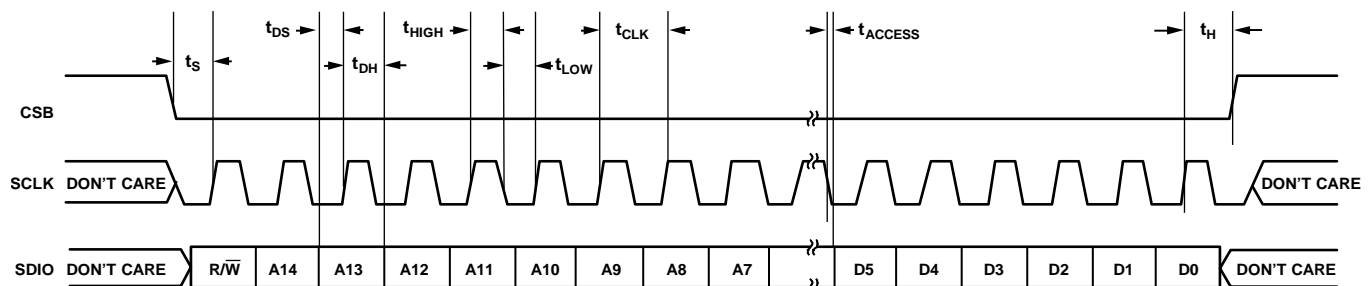 tDS tHIGH tCLK tACCESS tH
tS tDH tLOW
CSB
SCLK DON'T CARE DON'T CARE
SDIO DON'T CARE R/W̅ A14 A13 A12 A11 A10 A9 A8 A7 D5 D4 D3 D2 D1 D0 DON'T CARE